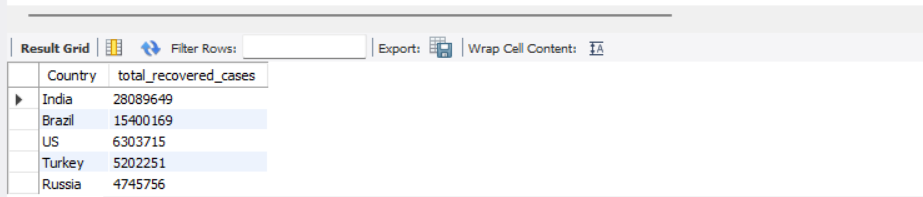 Result Grid Filter Rows: Export: Wrap Cell Content: IA
Country total_recovered_cases
India 28089649
Brazil 15400169
US 6303715
Turkey 5202251
Russia 4745756